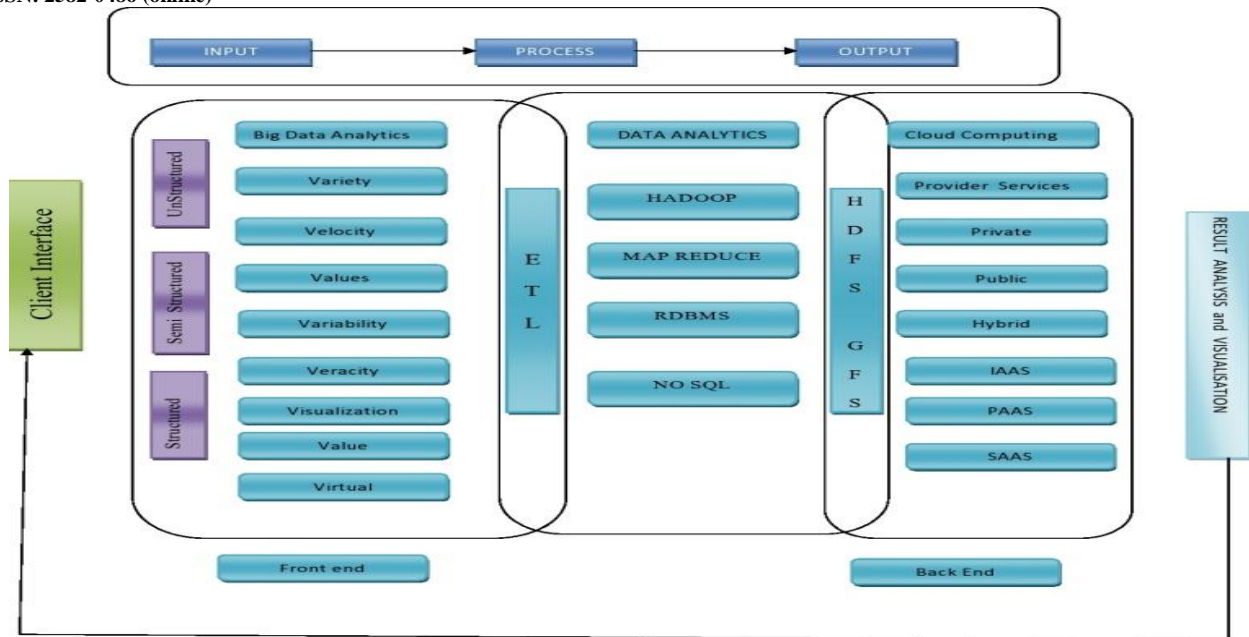 INPUT
PROCESS
OUTPUT
Client Interface
UnStructured
Semi Structured
Structured
Big Data Analytics
Variety
Velocity
Values
Variability
Veracity
Visualization
Value
Virtual
E T L
DATA ANALYTICS
HADOOP
MAP REDUCE
RDBMS
NO SQL
H D F S G F S
Cloud Computing
Provider Services
Private
Public
Hybrid
IAAS
PAAS
SAAS
RESULT ANALYSIS and VISUALISATION
Front end
Back End